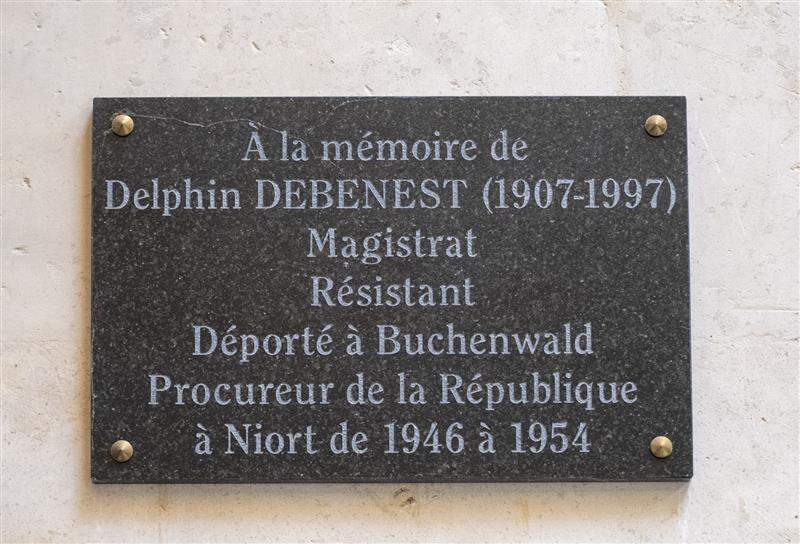 À la mémoire de
Delphin DEBENEST (1907-1997)
Magistrat
Résistant
Déporté à Buchenwald
Procureur de la République
à Niort de 1946 à 1954